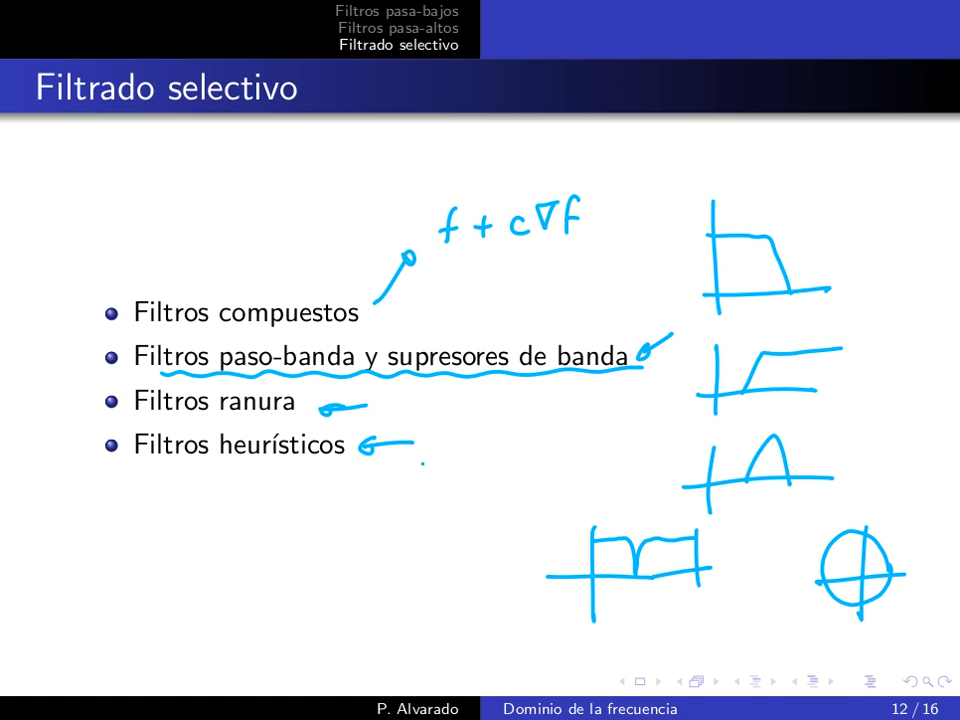 Filtros pasa-bajos
Filtros pasa-altos
Filtrado selectivo
Filtrado selectivo
f + c∇f
Filtros compuestos
Filtros paso-banda y supresores de banda
Filtros ranura
Filtros heurísticos
P. Alvarado
Dominio de la frecuencia
12 / 16